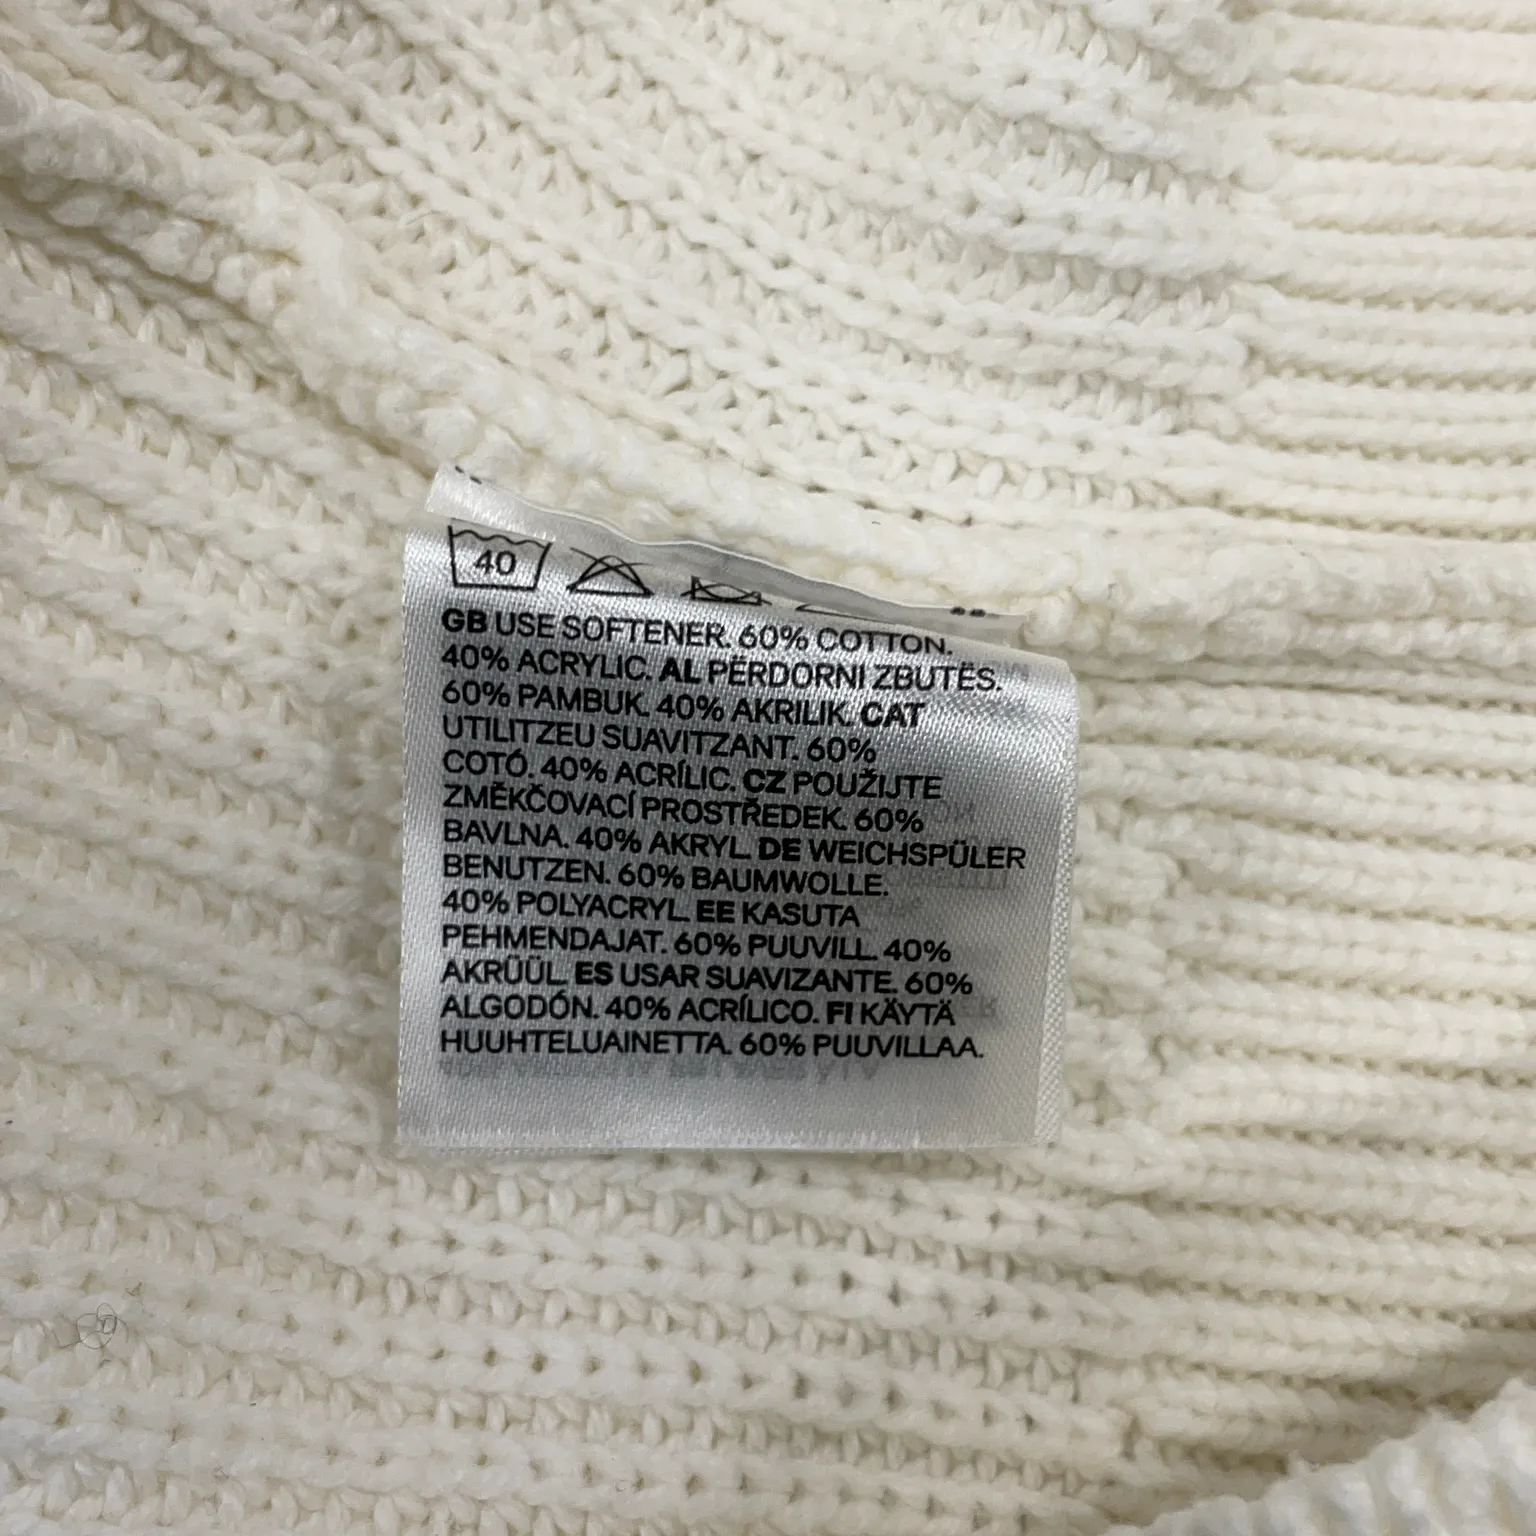 40
GB USE SOFTENER. 60% COTTON.
40% ACRYLIC. AL PËRDORNI ZBUTËS.
60% PAMBUK. 40% AKRILIK. CAT
UTILITZEU SUAVITZANT. 60%
COTÓ. 40% ACRÍLIC. CZ POUŽIJTE
ZMĚKČOVACÍ PROSTŘEDEK. 60%
BAVLNA. 40% AKRYL. DE WEICHSPÜLER
BENUTZEN. 60% BAUMWOLLE.
40% POLYACRYL. EE KASUTA
PEHMENDAJAT. 60% PUUVILL. 40%
AKRÜÜL. ES USAR SUAVIZANTE. 60%
ALGODÓN. 40% ACRÍLICO. FI KÄYTÄ
HUUHTELUAINETTA. 60% PUUVILLAA.